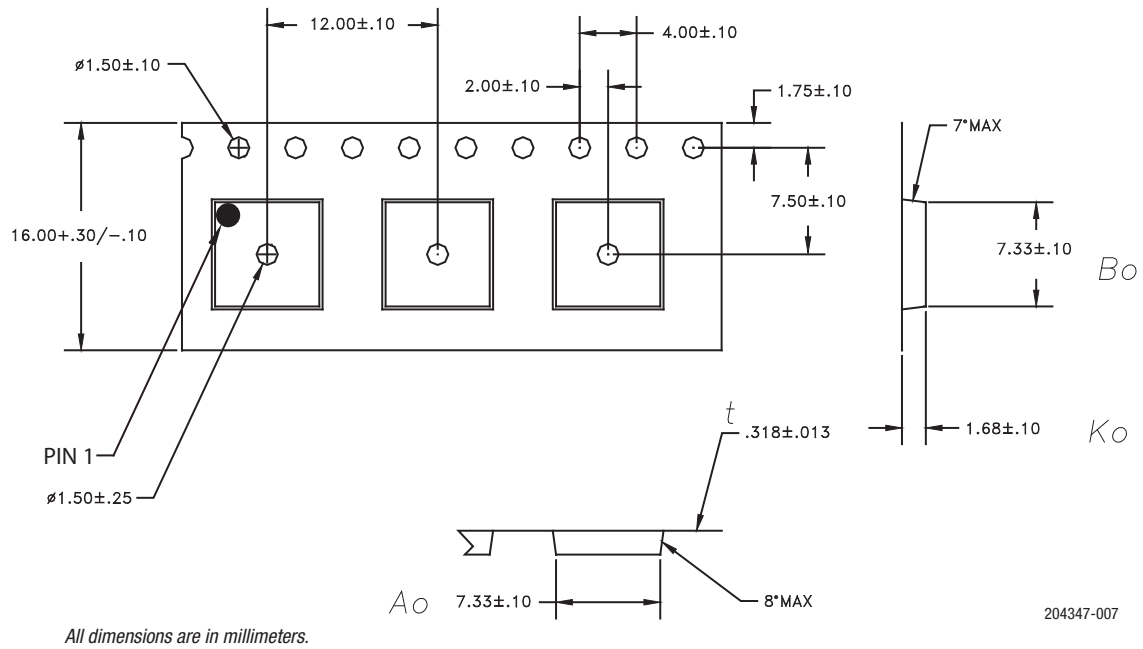 12.00±.10
4.00±.10
ø1.50±.10
2.00±.10
1.75±.10
7°MAX
7.50±.10
16.00+.30/−.10
7.33±.10
Bo
t
.318±.013
1.68±.10
Ko
PIN 1
ø1.50±.25
Ao
7.33±.10
8°MAX
204347-007
All dimensions are in millimeters.